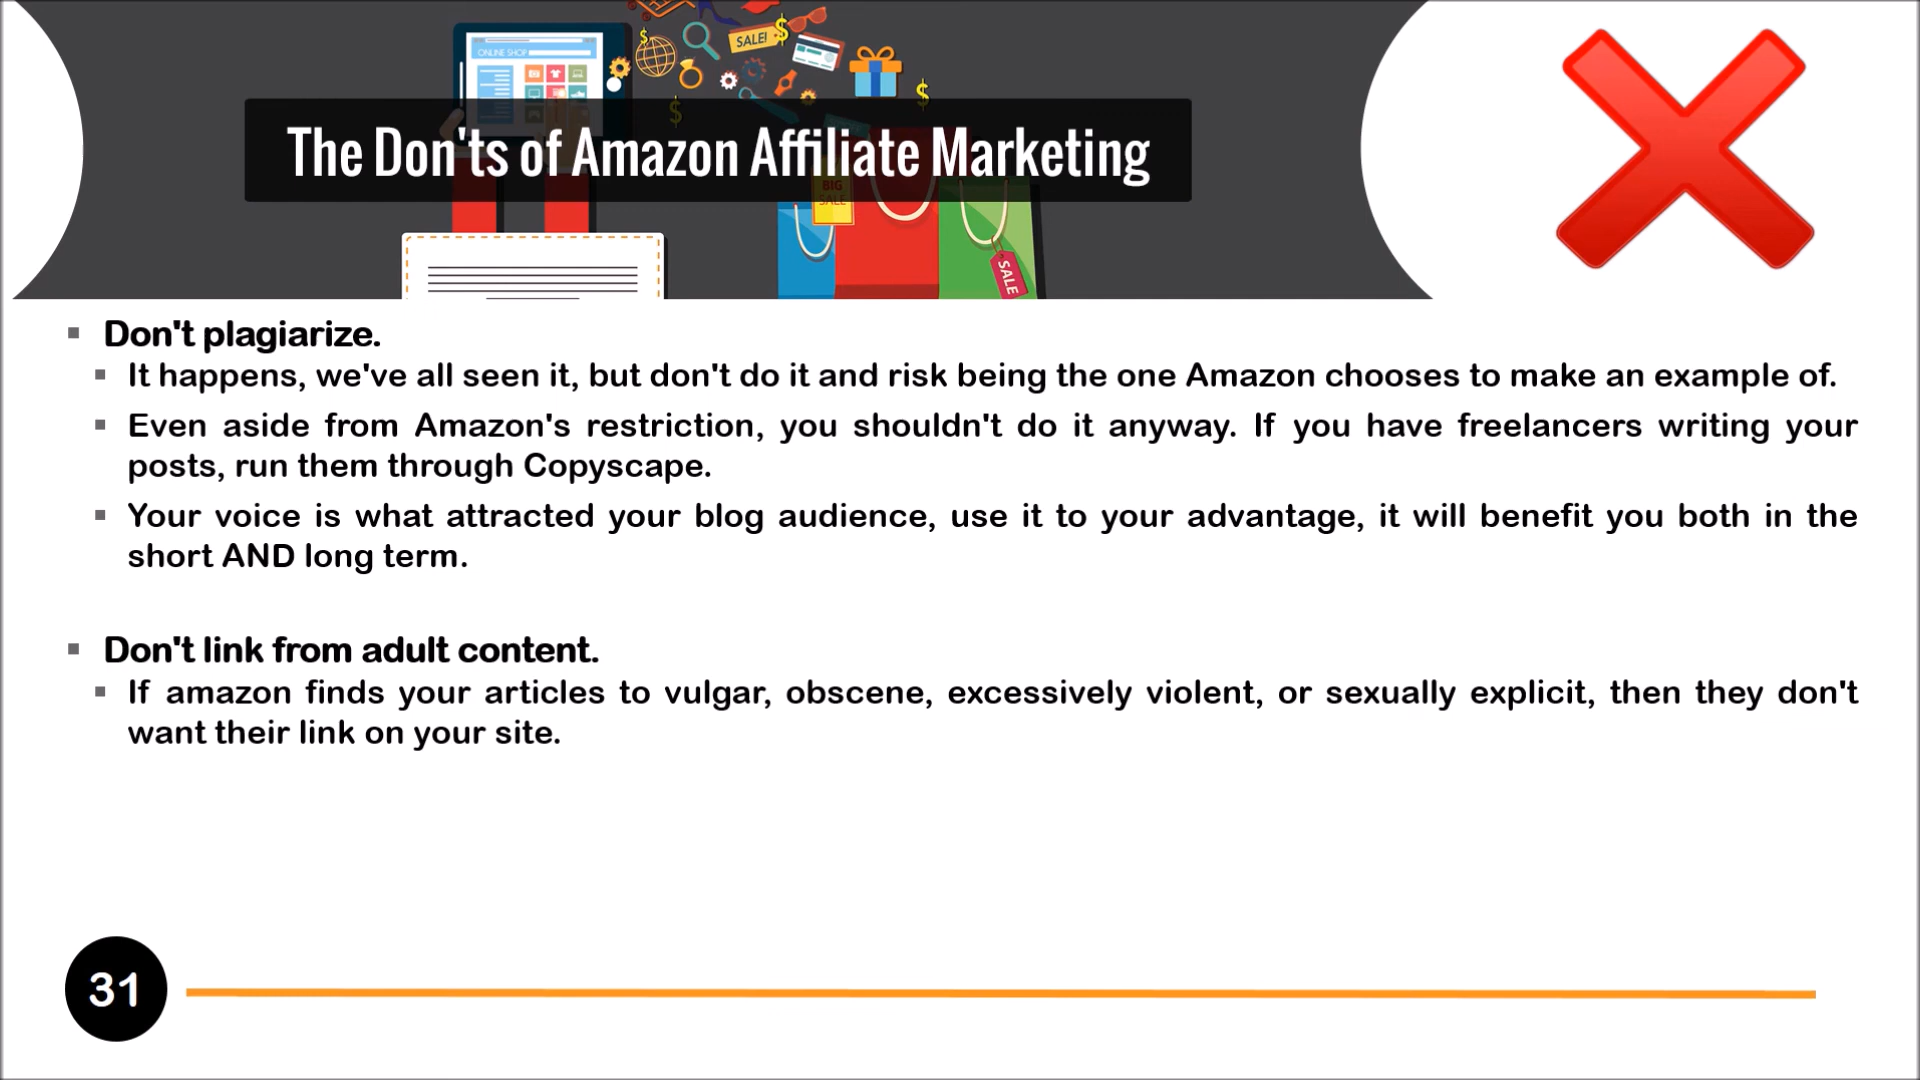 ONLINE SHOP
SALE!
The Don'ts of Amazon Affiliate Marketing
BIG
SALE
SALE
Don't plagiarize.
It happens, we've all seen it, but don't do it and risk being the one Amazon chooses to make an example of.
Even aside from Amazon's restriction, you shouldn't do it anyway. If you have freelancers writing your
posts, run them through Copyscape.
Your voice is what attracted your blog audience, use it to your advantage, it will benefit you both in the
short AND long term.
Don't link from adult content.
If amazon finds your articles to vulgar, obscene, excessively violent, or sexually explicit, then they don't
want their link on your site.
31